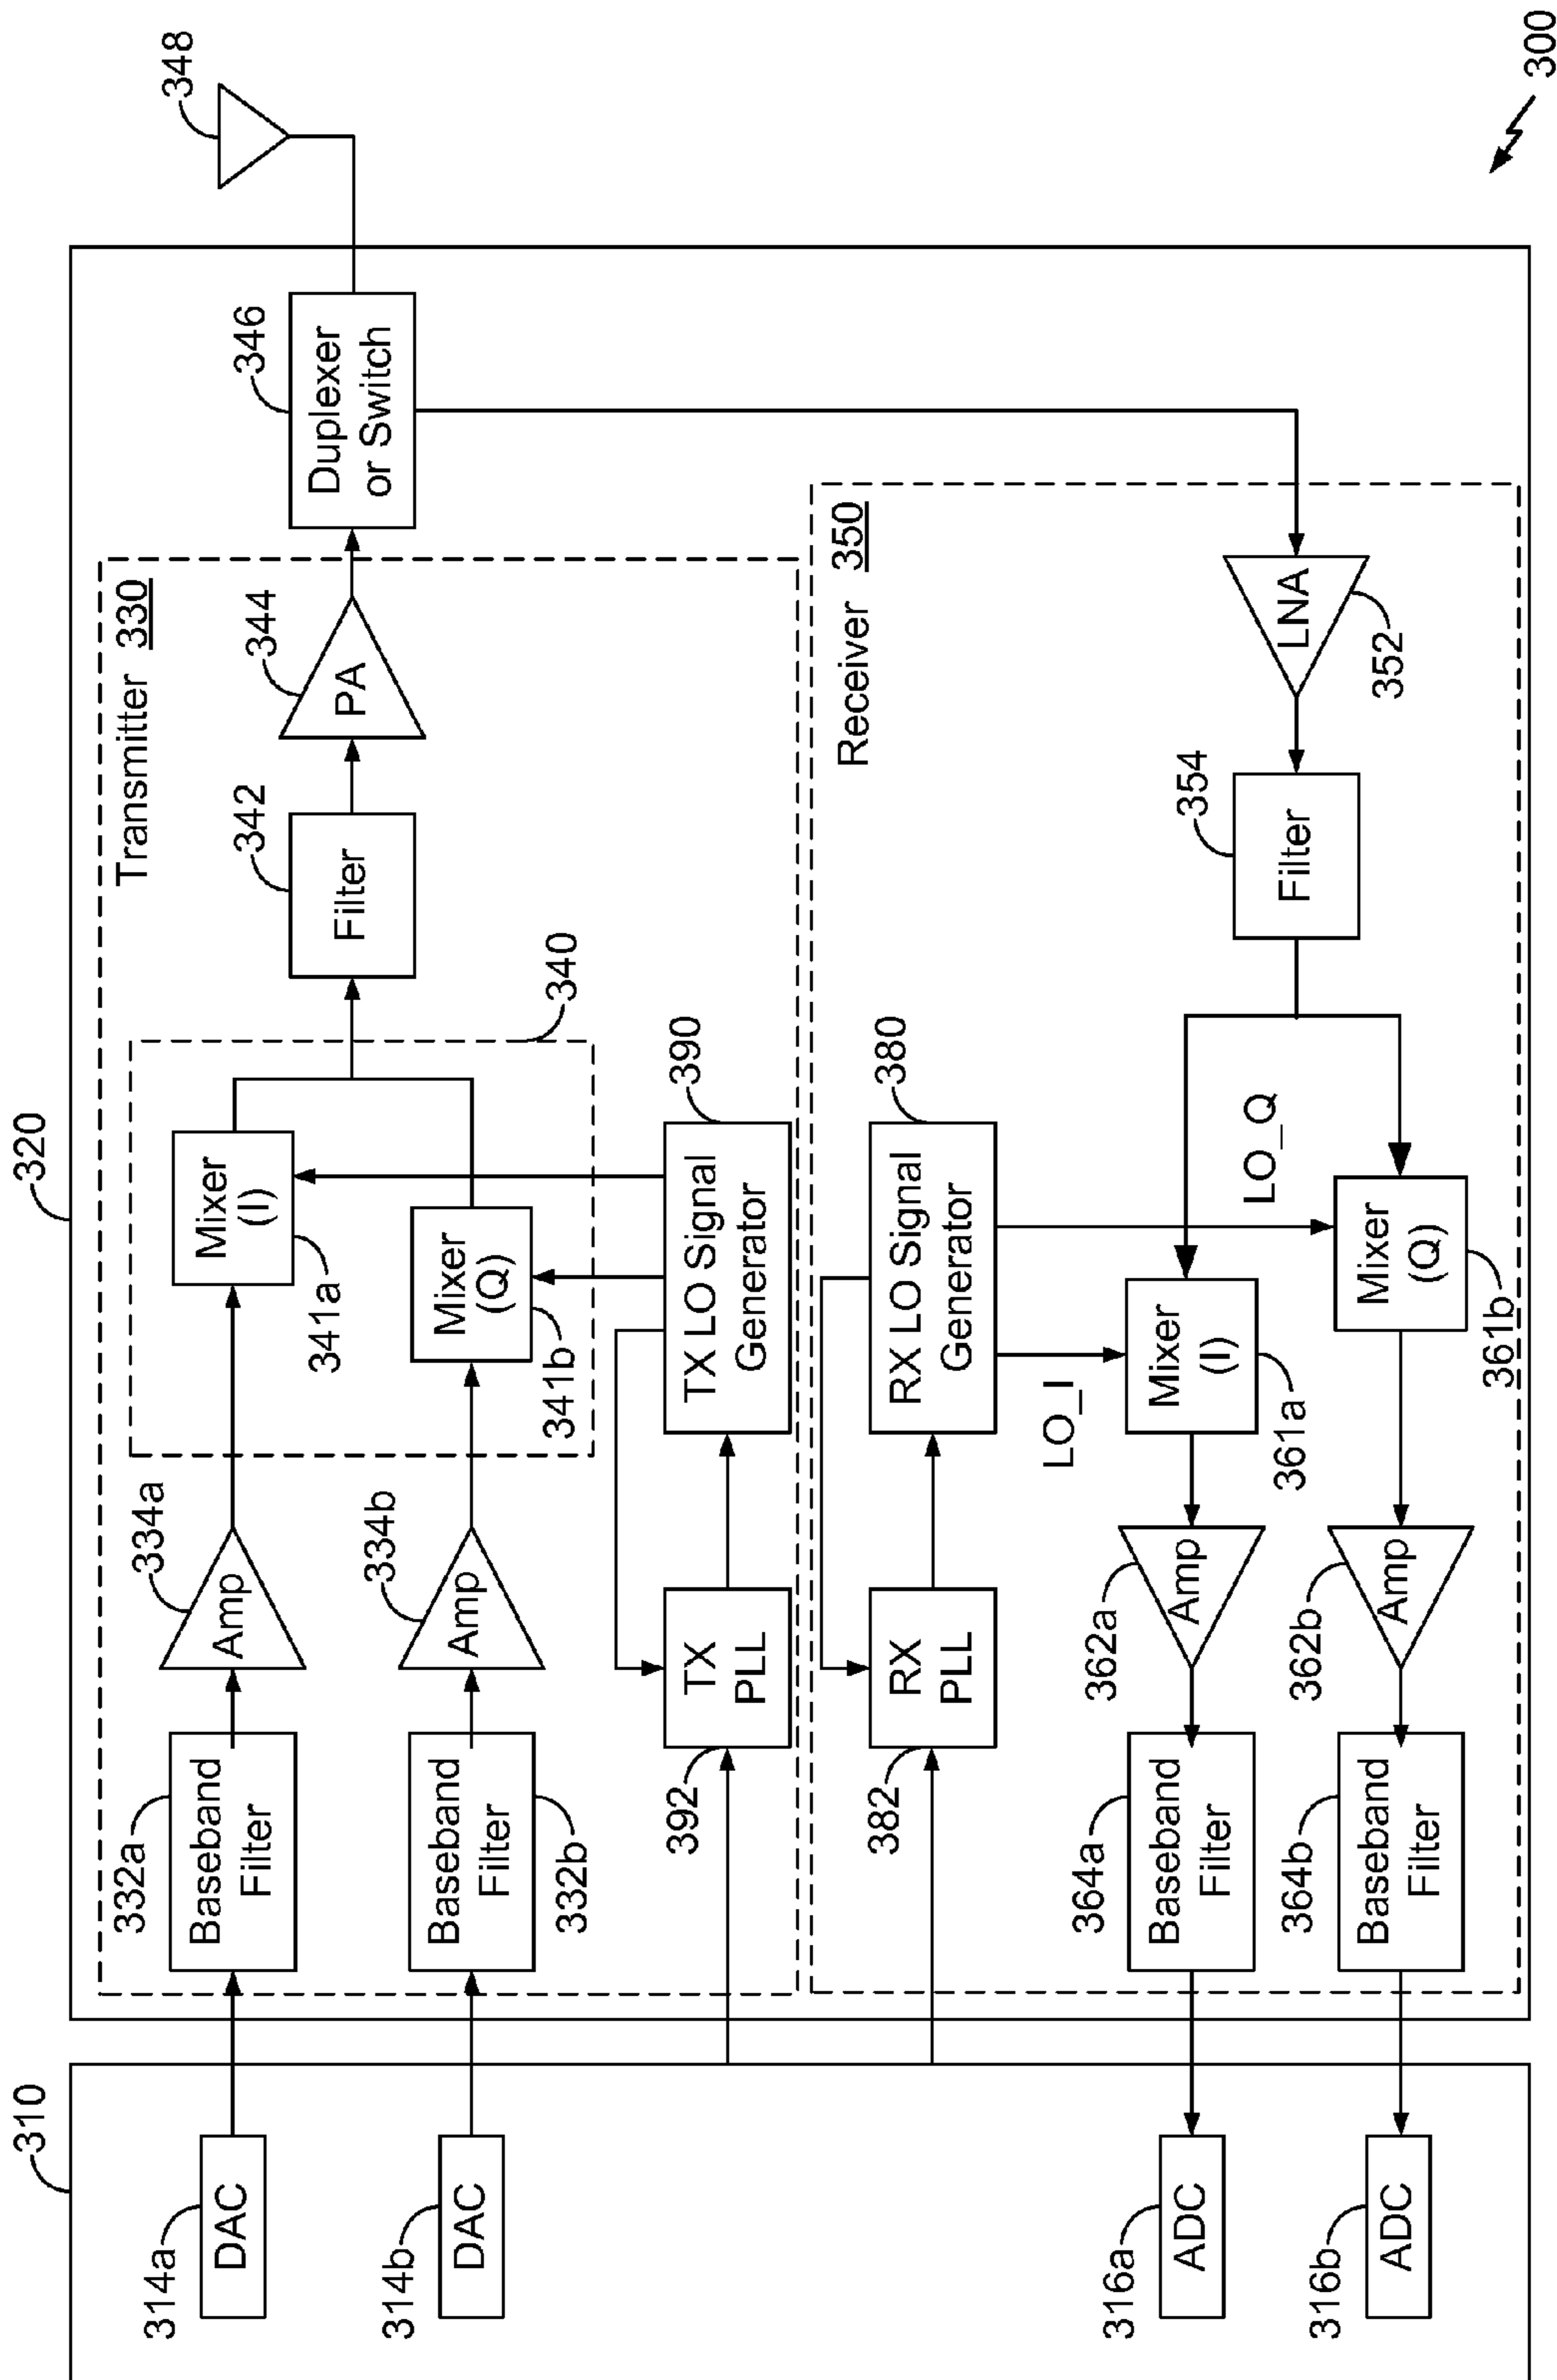 300
310
320
348
314a
DAC
332a
Baseband
Filter
334a
Amp
Mixer
(I)
341a
340
342
Filter
344
PA
Transmitter 330
346
Duplexer
or Switch
314b
DAC
Baseband
Filter
332b
334b
Amp
Mixer
(Q)
341b
392
TX
PLL
TX LO Signal
Generator
390
382
RX
PLL
RX LO Signal
Generator
380
Receiver 350
LO_I
LO_Q
316a
ADC
364a
Baseband
Filter
362a
Amp
Mixer
(I)
361a
354
Filter
LNA
352
316b
ADC
364b
Baseband
Filter
362b
Amp
Mixer
(Q)
361b